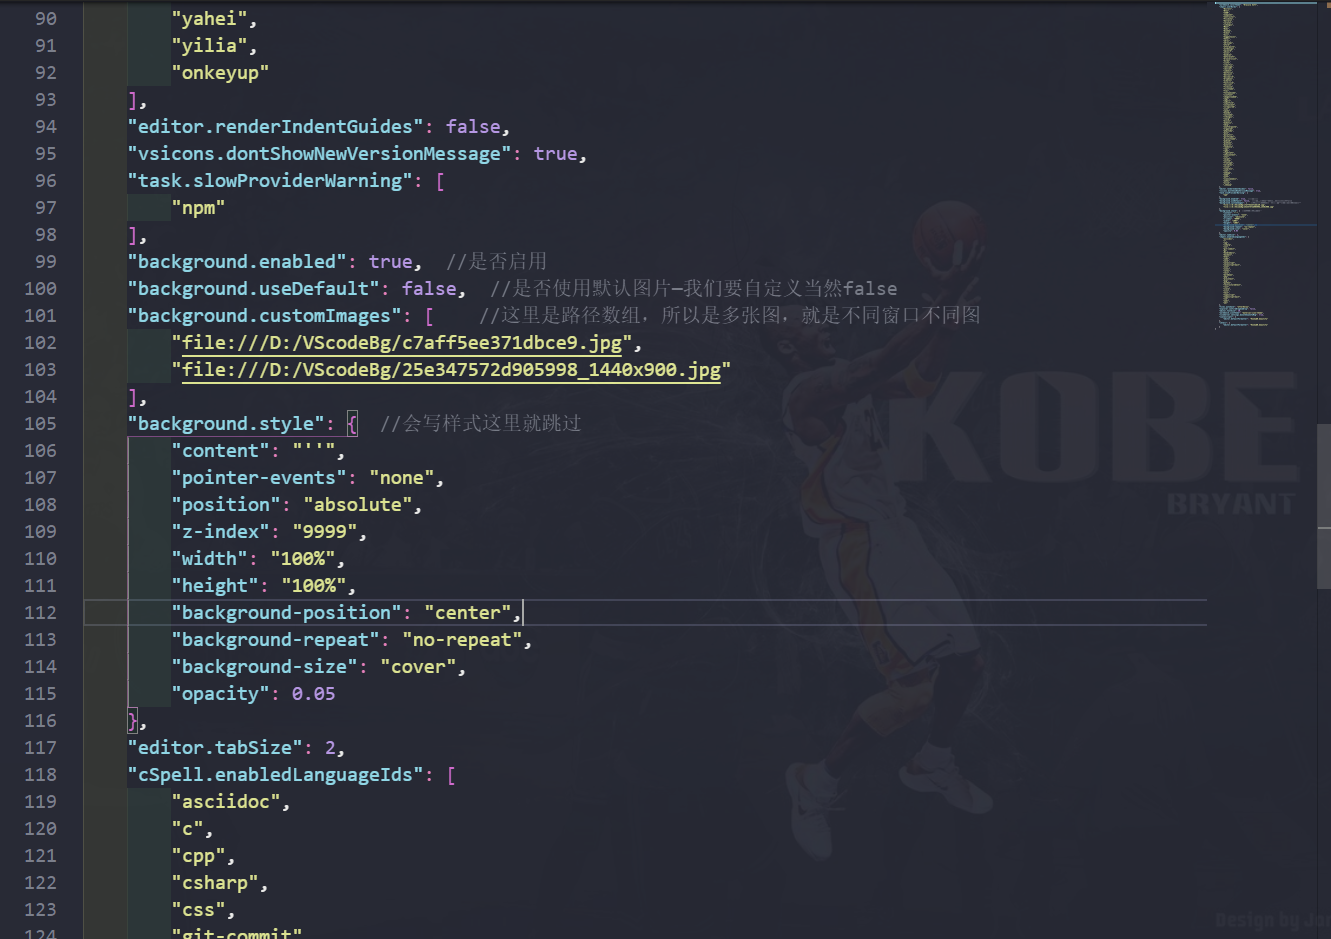 90 "yahei",
91 "yilia",
92 "onkeyup"
93 ],
94 "editor.renderIndentGuides": false,
95 "vsicons.dontShowNewVersionMessage": true,
96 "task.slowProviderWarning": [
97 "npm"
98 ],
99 "background.enabled": true, //是否启用
100 "background.useDefault": false, //是否使用默认图片—我们要自定义当然false
101 "background.customImages": [ //这里是路径数组，所以是多张图，就是不同窗口不同图
102 "file:///D:/VScodeBg/c7aff5ee371dbce9.jpg",
103 "file:///D:/VScodeBg/25e347572d905998_1440x900.jpg"
104 ],
105 "background.style": { //会写样式这里就跳过
106 "content": "''",
107 "pointer-events": "none",
108 "position": "absolute",
109 "z-index": "9999",
110 "width": "100%",
111 "height": "100%",
112 "background-position": "center",
113 "background-repeat": "no-repeat",
114 "background-size": "cover",
115 "opacity": 0.05
116 },
117 "editor.tabSize": 2,
118 "cSpell.enabledLanguageIds": [
119 "asciidoc",
120 "c",
121 "cpp",
122 "csharp",
123 "css",
124 "git-commit"
KOBE
BRYANT
Design by